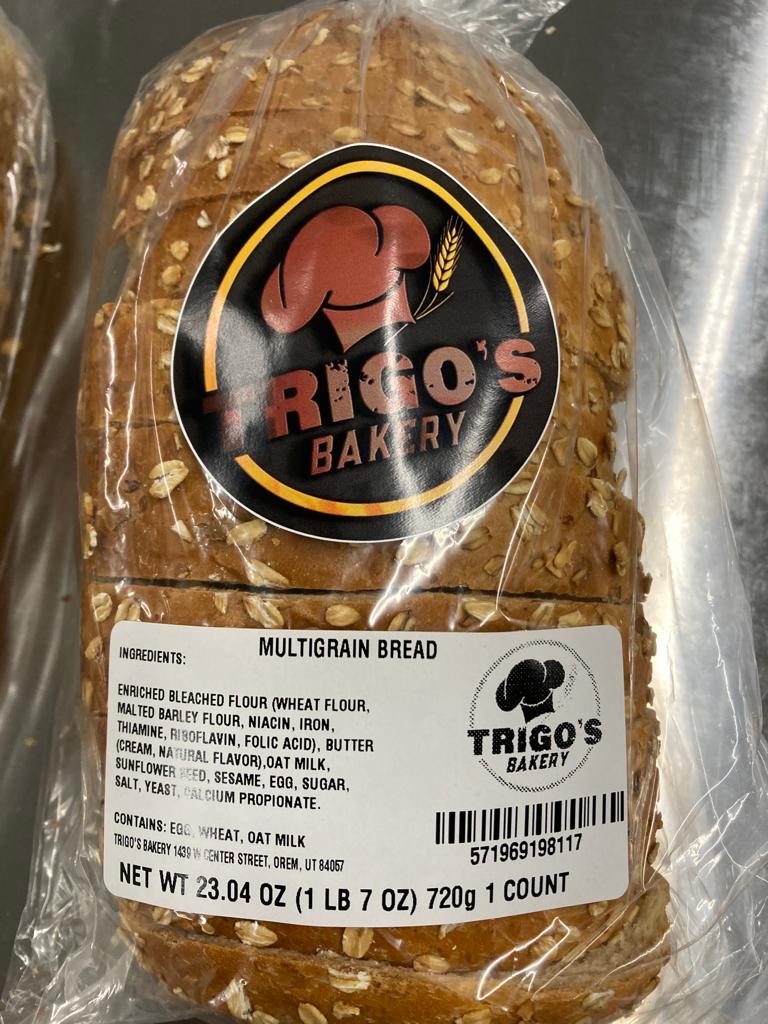 TRIGO'S
BAKERY
MULTIGRAIN BREAD
INGREDIENTS:
ENRICHED BLEACHED FLOUR (WHEAT FLOUR,
MALTED BARLEY FLOUR, NIACIN, IRON,
THIAMINE, RIBOFLAVIN, FOLIC ACID), BUTTER
(CREAM, NATURAL FLAVOR),OAT MILK,
SUNFLOWER SEED, SESAME, EGG, SUGAR,
SALT, YEAST, CALCIUM PROPIONATE.
CONTAINS: EGG, WHEAT, OAT MILK
TRIGO'S BAKERY 1439 W CENTER STREET, OREM, UT 84057
NET WT 23.04 OZ (1 LB 7 OZ) 720g 1 COUNT
TRIGO'S
BAKERY
571969198117